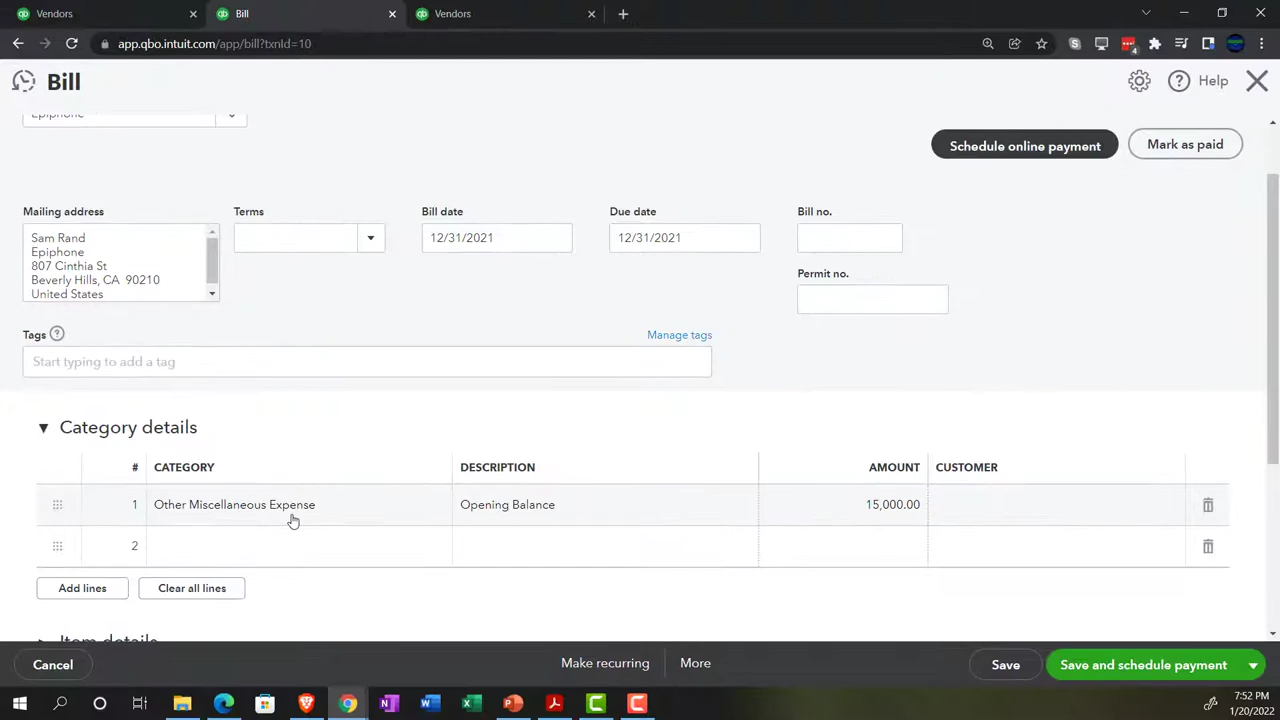 Vendors
Bill
Vendors
app.qbo.intuit.com/app/bill?txnId=10
4
Bill
Help
Epiphone
Schedule online payment
Mark as paid
Mailing address
Terms
Bill date
Due date
Bill no.
Sam Rand
Epiphone
807 Cinthia St
Beverly Hills, CA 90210
United States
12/31/2021
12/31/2021
Permit no.
Tags
Manage tags
Start typing to add a tag
Category details
# CATEGORY DESCRIPTION AMOUNT CUSTOMER
1 Other Miscellaneous Expense Opening Balance 15,000.00
2
Add lines
Clear all lines
Item details
Cancel
Make recurring
More
Save
Save and schedule payment
7:52 PM
1/20/2022